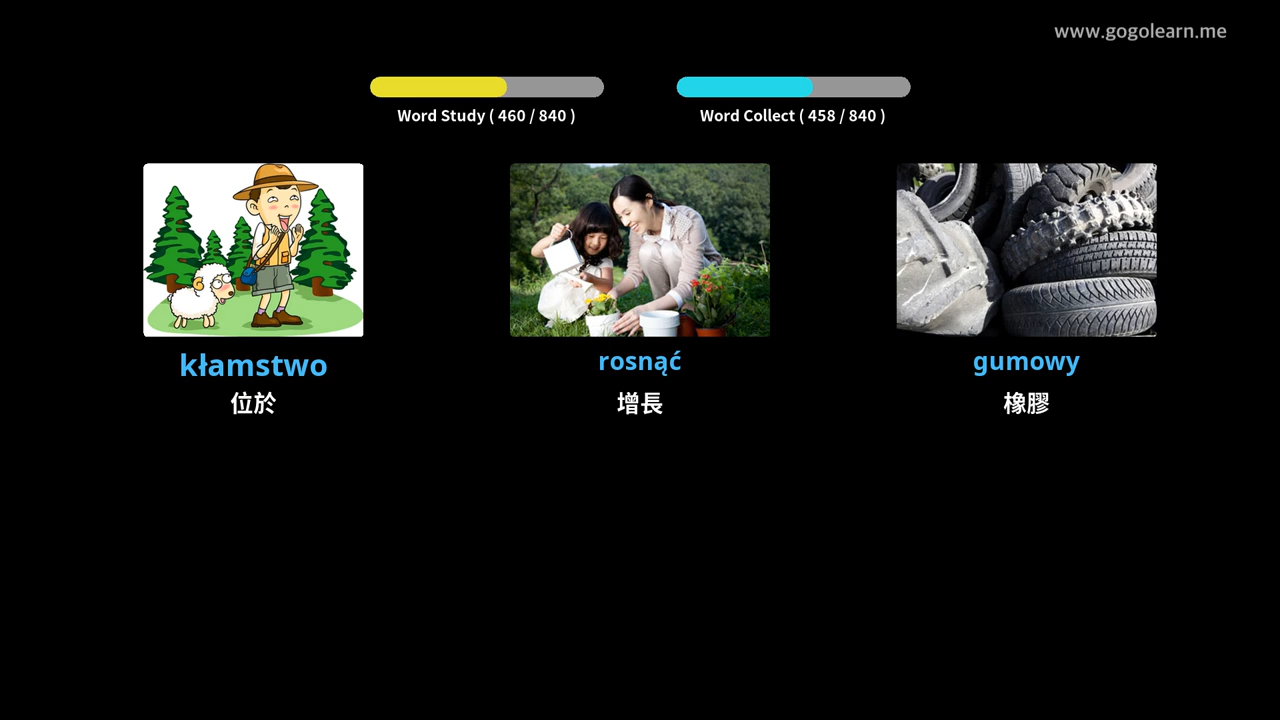 www.gogolearn.me
Word Study ( 460 / 840 )
Word Collect ( 458 / 840 )
kłamstwo
位於
rosnąć
增長
gumowy
橡膠